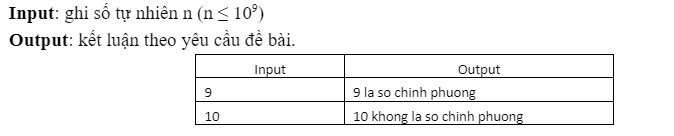 Input: ghi số tự nhiên n (n ≤ 10⁹)
Output: kết luận theo yêu cầu đề bài.
Input Output
9 9 la so chinh phuong
10 10 khong la so chinh phuong